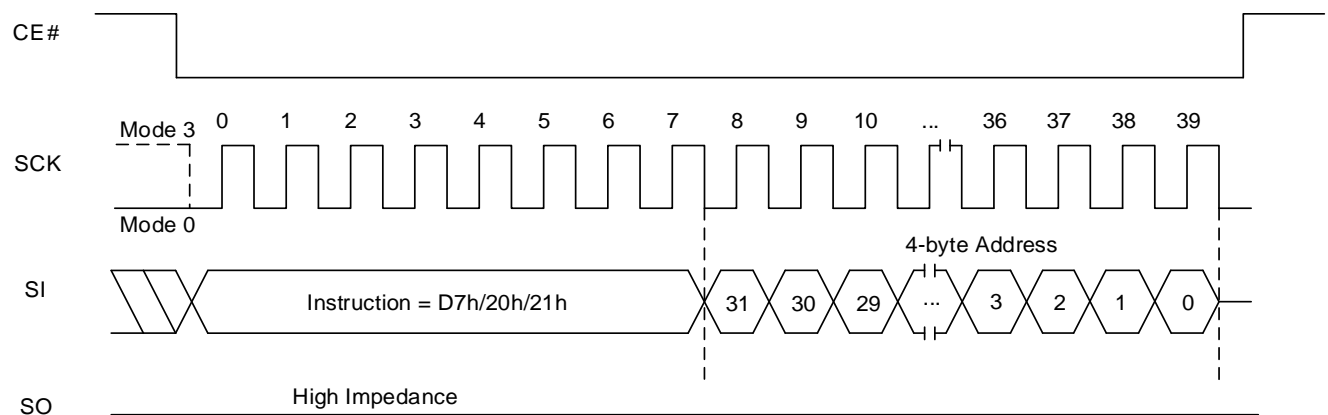 CE#
Mode 3
0 1 2 3 4 5 6 7 8 9 10 ... 36 37 38 39
SCK
Mode 0
4-byte Address
SI
Instruction = D7h/20h/21h
31 30 29 ... 3 2 1 0
High Impedance
SO